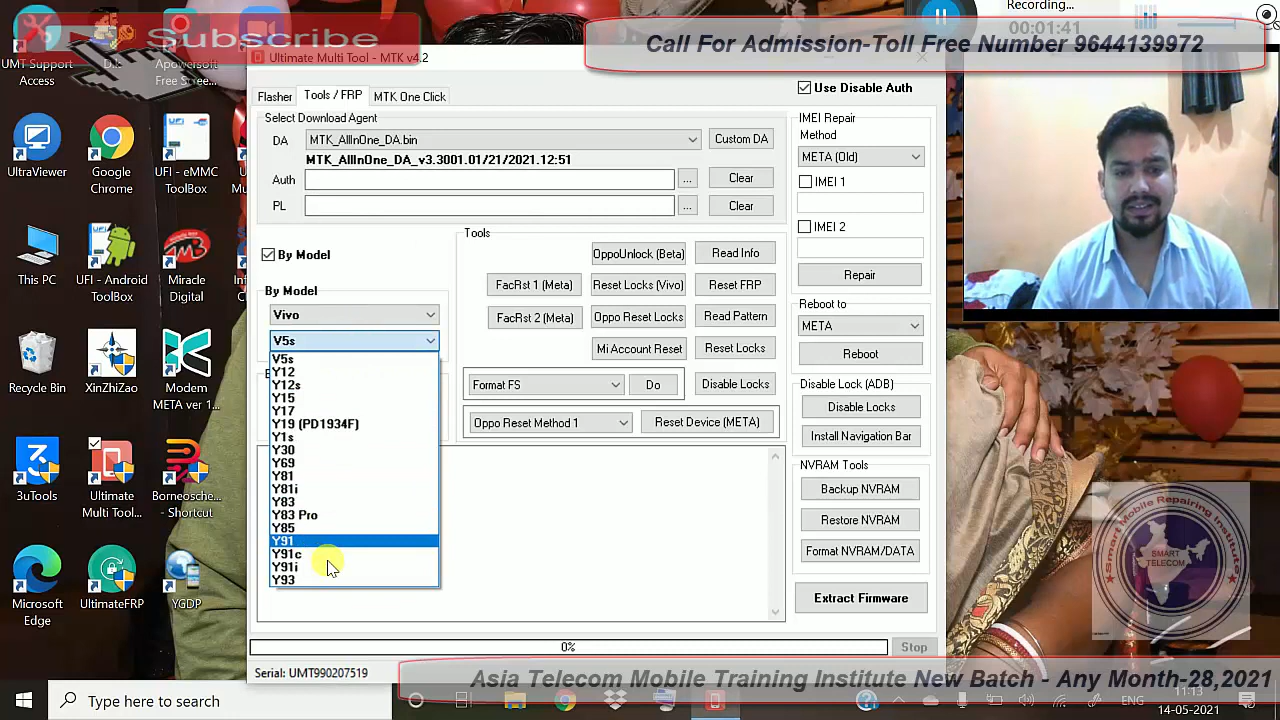 Recording...
00:01:41
Subscribe
Call For Admission-Toll Free Number 9644139972
UMT Support Access
D...
Apowersoft Free Scree...
Ultimate Multi Tool - MTK v4.2
Flasher
Tools / FRP
MTK One Click
Use Disable Auth
Select Download Agent
DA
MTK_AllInOne_DA.bin
Custom DA
MTK_AllInOne_DA_v3.3001.01/21/2021.12:51
Auth
...
Clear
PL
...
Clear
IMEI Repair
Method
META (Old)
IMEI 1
IMEI 2
Repair
Reboot to
META
Reboot
Disable Lock (ADB)
Disable Locks
Install Navigation Bar
NVRAM Tools
Backup NVRAM
Restore NVRAM
Format NVRAM/DATA
Extract Firmware
By Model
By Model
Vivo
V5s
V5s
Y12
Y12s
Y15
Y17
Y19 (PD1934F)
Y1s
Y30
Y69
Y81
Y81i
Y83
Y83 Pro
Y85
Y91
Y91c
Y91i
Y93
Tools
OppoUnlock (Beta)
Read Info
FacRst 1 (Meta)
Reset Locks (Vivo)
Reset FRP
FacRst 2 (Meta)
Oppo Reset Locks
Read Pattern
Mi Account Reset
Reset Locks
Format FS
Do
Disable Locks
Oppo Reset Method 1
Reset Device (META)
0%
Stop
Serial: UMT990207519
UltraViewer
Google Chrome
UFI - eMMC ToolBox
This PC
UFI - Android ToolBox
Miracle Digital
Recycle Bin
XinZhiZao
Modem META ver 1...
3uTools
Ultimate Multi Tool...
Borneosche... - Shortcut
Microsoft Edge
UltimateFRP
YGDP
SMART TELECOM
Asia Telecom Mobile Training Institute New Batch - Any Month-28,2021
Type here to search
ENG
11:13
14-05-2021